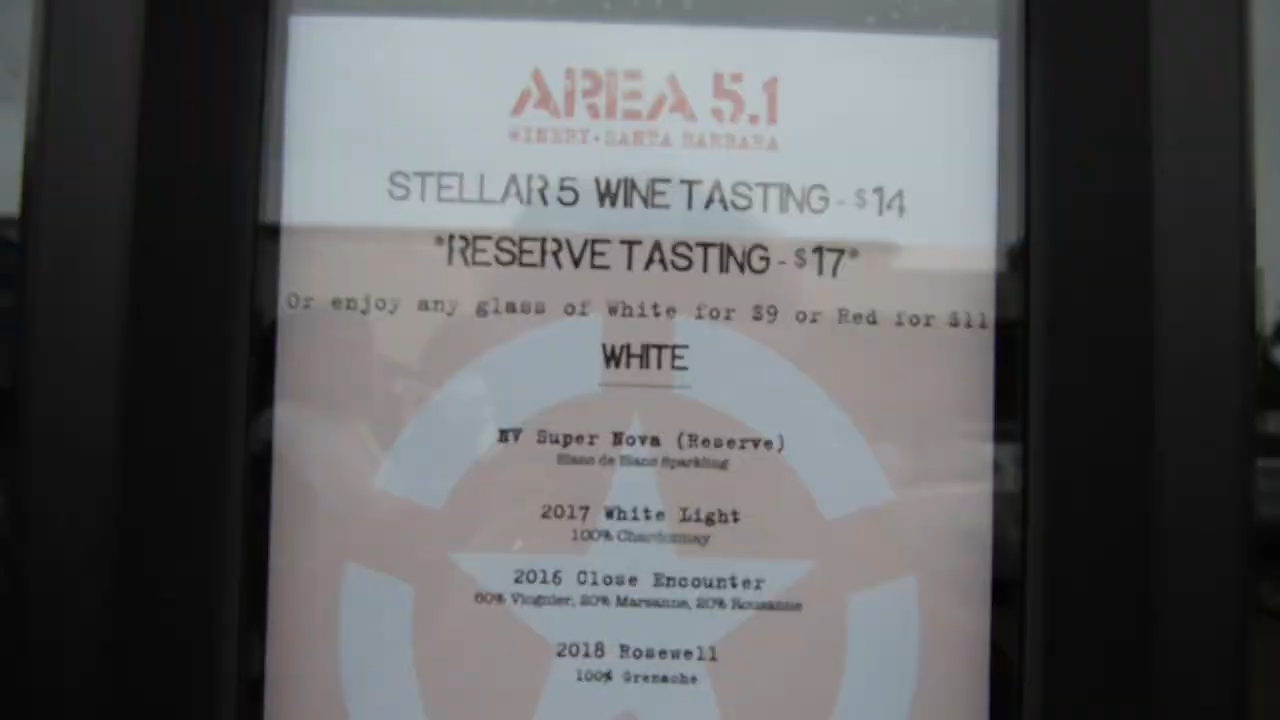 AREA 5.1
WINERY·SANTA BARBARA
STELLAR 5 WINE TASTING - $14
*RESERVE TASTING - $17*
Or enjoy any glass of White for $9 or Red for $11
WHITE
NV Super Nova (Reserve)
Blanc de Blanc Sparkling
2017 White Light
100% Chardonnay
2016 Close Encounter
60% Viognier, 20% Marsanne, 20% Rousanne
2018 Rosewell
100% Grenache